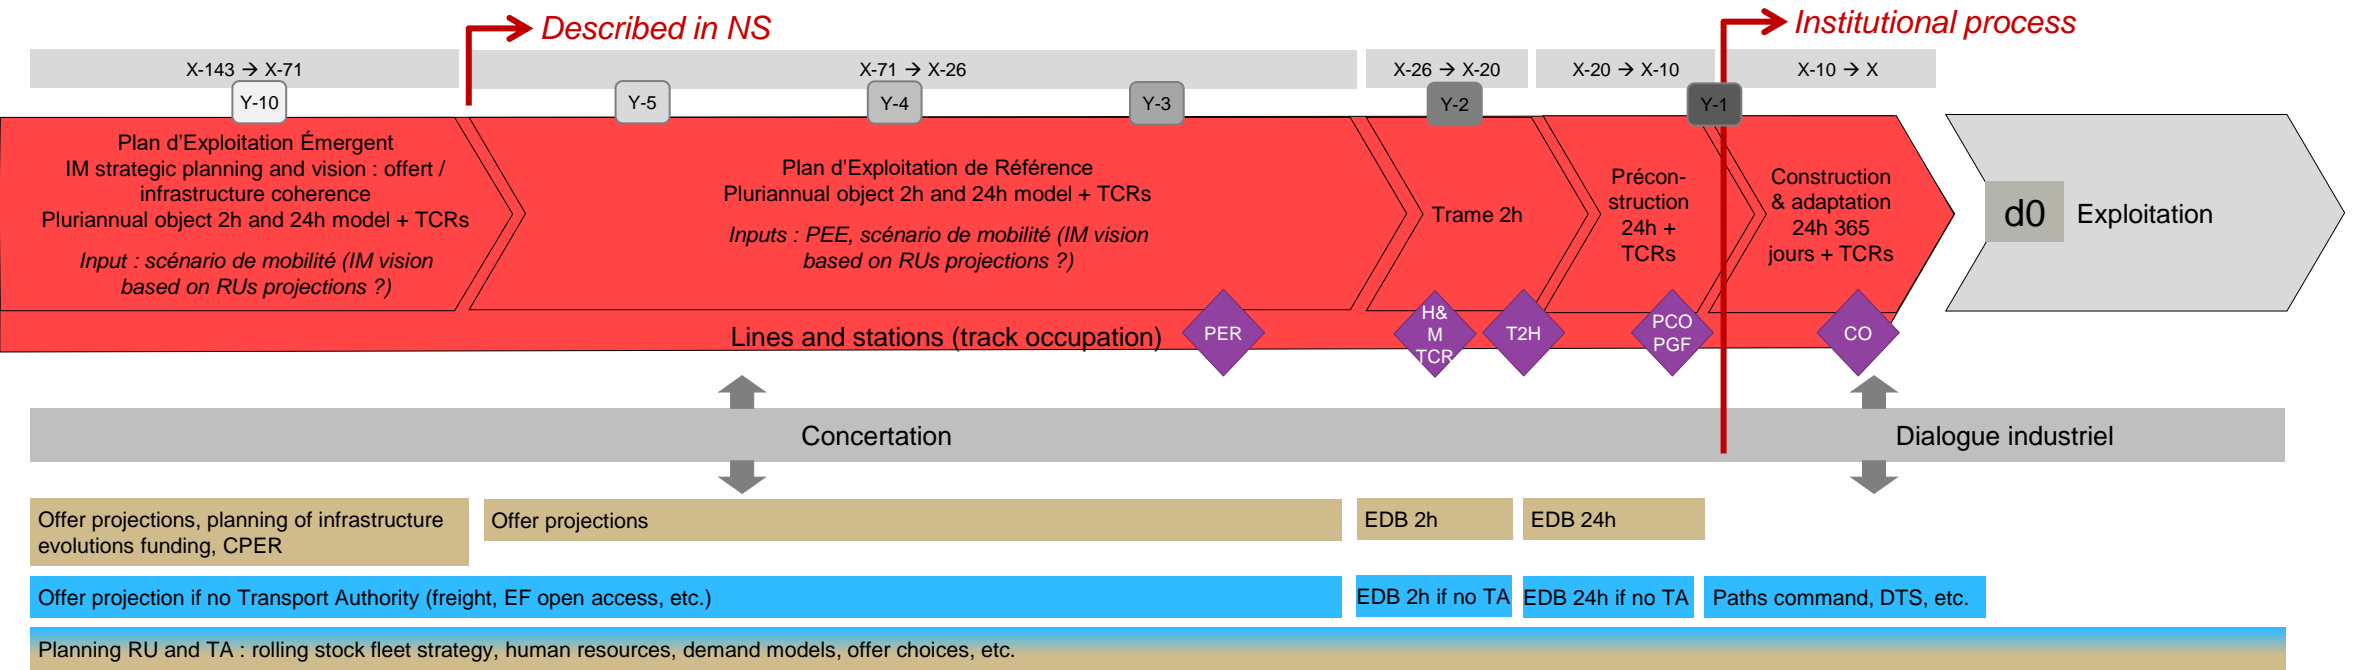 Described in NS
Institutional process
X-143 → X-71
X-71 → X-26
X-26 → X-20
X-20 → X-10
X-10 → X
Y-10
Y-5
Y-4
Y-3
Y-2
Y-1
Plan d’Exploitation Émergent
IM strategic planning and vision : offert /
infrastructure coherence
Pluriannual object 2h and 24h model + TCRs
Input : scénario de mobilité (IM vision
based on RUs projections ?)
Plan d’Exploitation de Référence
Pluriannual object 2h and 24h model + TCRs
Inputs : PEE, scénario de mobilité (IM vision
based on RUs projections ?)
Trame 2h
Précon-
struction
24h +
TCRs
Construction
& adaptation
24h 365
jours + TCRs
d0
Exploitation
Lines and stations (track occupation)
PER
H&
M
TCR
T2H
PCO
PGF
CO
Concertation
Dialogue industriel
Offer projections, planning of infrastructure
evolutions funding, CPER
Offer projections
EDB 2h
EDB 24h
Offer projection if no Transport Authority (freight, EF open access, etc.)
EDB 2h if no TA
EDB 24h if no TA
Paths command, DTS, etc.
Planning RU and TA : rolling stock fleet strategy, human resources, demand models, offer choices, etc.